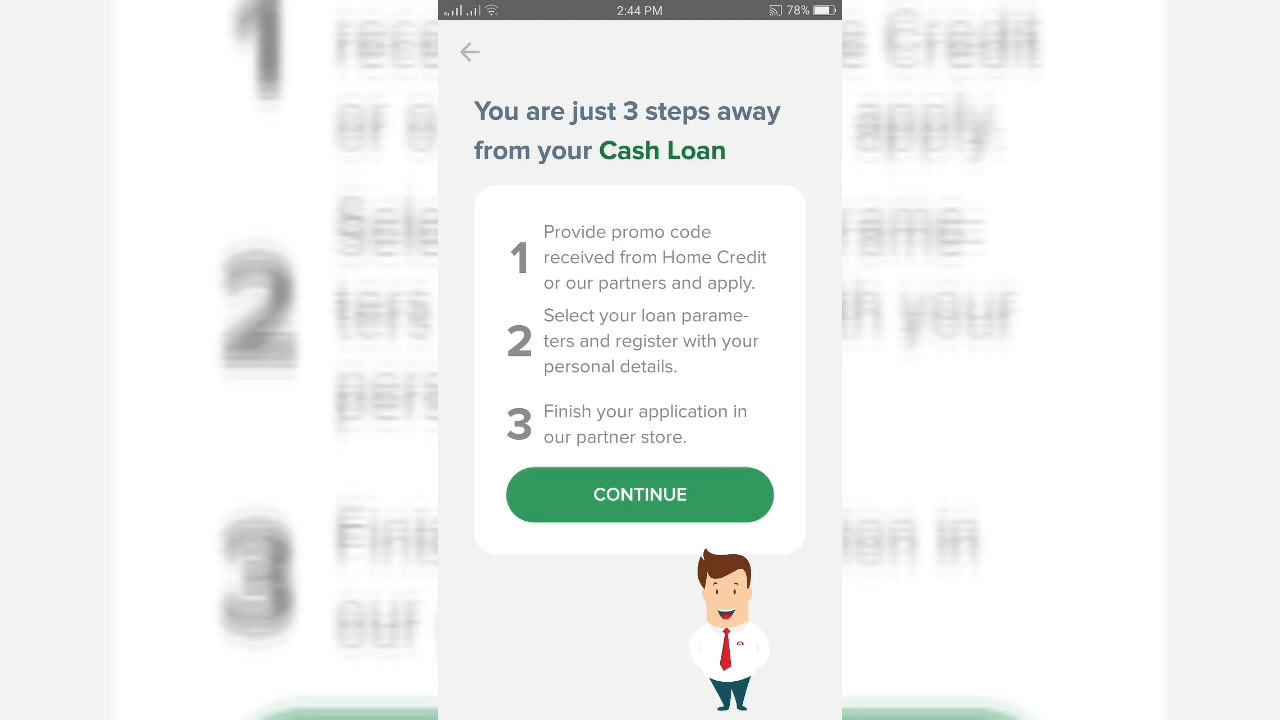 2:44 PM
78%
You are just 3 steps away
from your Cash Loan
1
Provide promo code
received from Home Credit
or our partners and apply.
2
Select your loan parame-
ters and register with your
personal details.
3
Finish your application in
our partner store.
CONTINUE